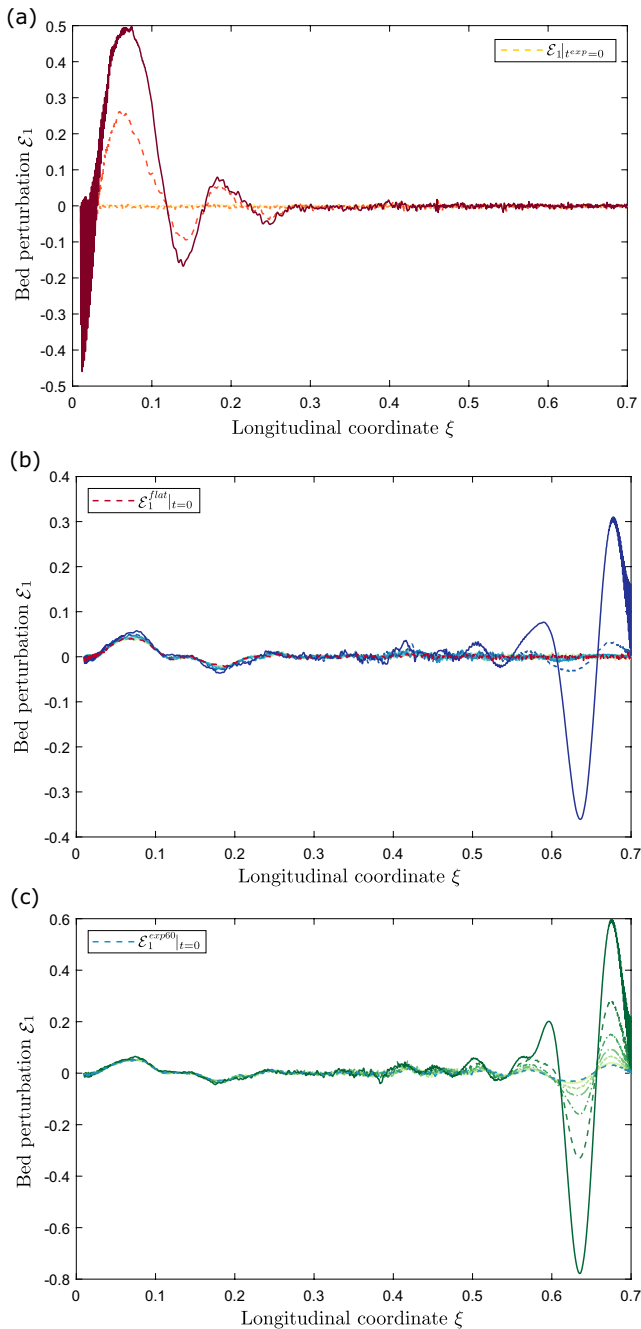 (a)
0.5
0.4
0.3
0.2
0.1
0
-0.1
-0.2
-0.3
-0.4
-0.5
Bed perturbation ℰ₁
ℰ₁|ₜᵉˣᵖ₌₀
0 0.1 0.2 0.3 0.4 0.5 0.6 0.7
Longitudinal coordinate ξ
(b)
0.4
0.3
0.2
0.1
0
-0.1
-0.2
-0.3
-0.4
Bed perturbation ℰ₁
ℰ₁^{flat}|ₜ₌₀
0 0.1 0.2 0.3 0.4 0.5 0.6 0.7
Longitudinal coordinate ξ
(c)
0.6
0.4
0.2
0
-0.2
-0.4
-0.6
-0.8
Bed perturbation ℰ₁
ℰ₁^{exp60}|ₜ₌₀
0 0.1 0.2 0.3 0.4 0.5 0.6 0.7
Longitudinal coordinate ξ